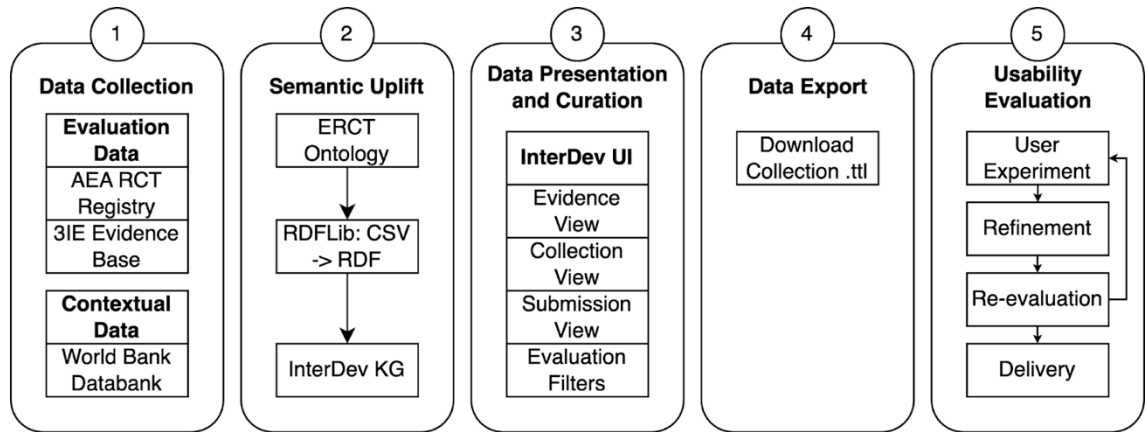 1
Data Collection
Evaluation
Data
AEA RCT
Registry
3IE Evidence
Base
Contextual
Data
World Bank
Databank
2
Semantic Uplift
ERCT
Ontology
RDFLib: CSV
-> RDF
InterDev KG
3
Data Presentation
and Curation
InterDev UI
Evidence
View
Collection
View
Submission
View
Evaluation
Filters
4
Data Export
Download
Collection .ttl
5
Usability
Evaluation
User
Experiment
Refinement
Re-evaluation
Delivery